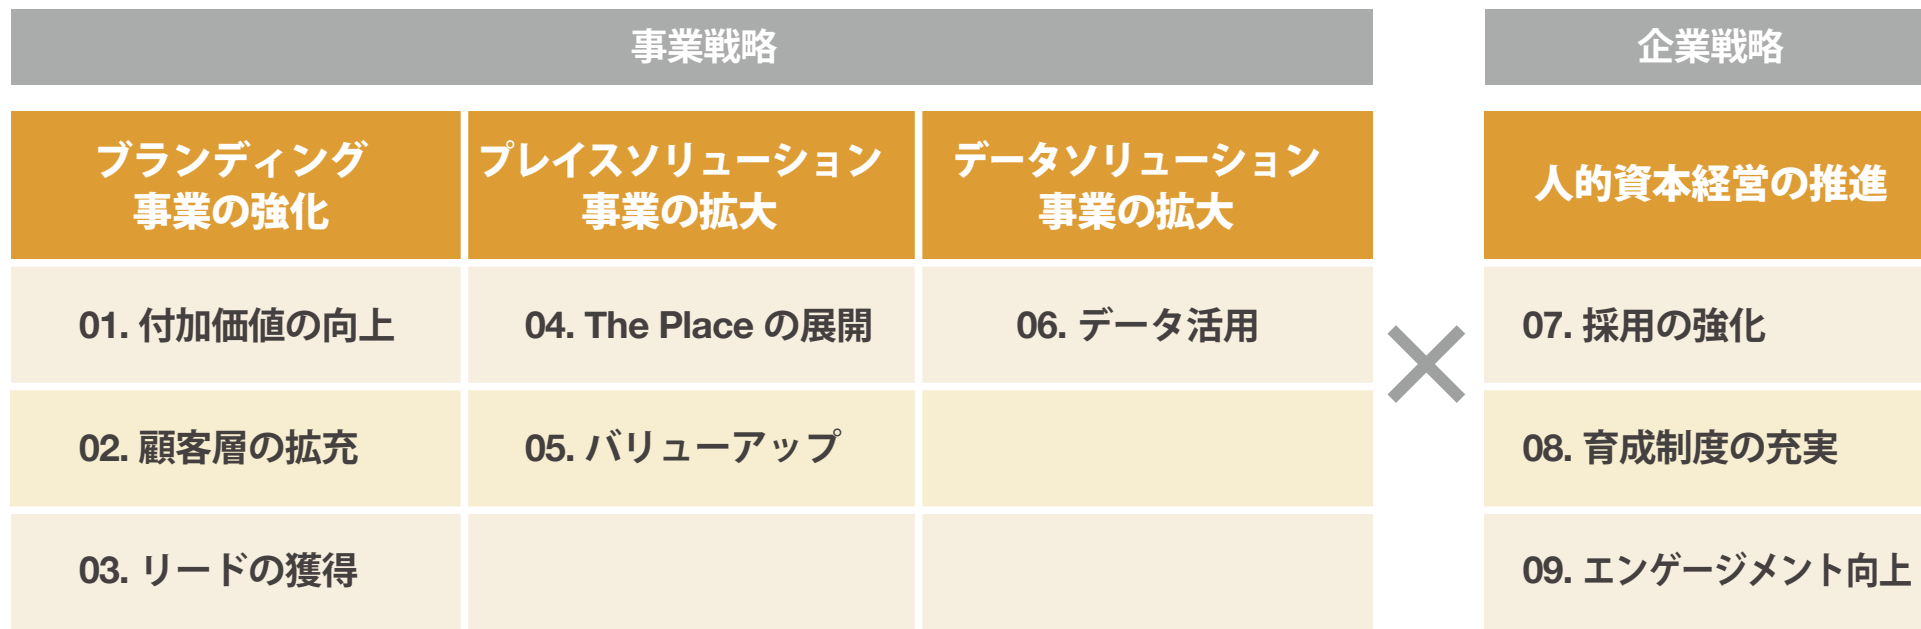 事業戦略
企業戦略
ブランディング
事業の強化
プレイスソリューション
事業の拡大
データソリューション
事業の拡大
人的資本経営の推進
01. 付加価値の向上
04. The Place の展開
06. データ活用
07. 採用の強化
02. 顧客層の拡充
05. バリューアップ
08. 育成制度の充実
03. リードの獲得
09. エンゲージメント向上